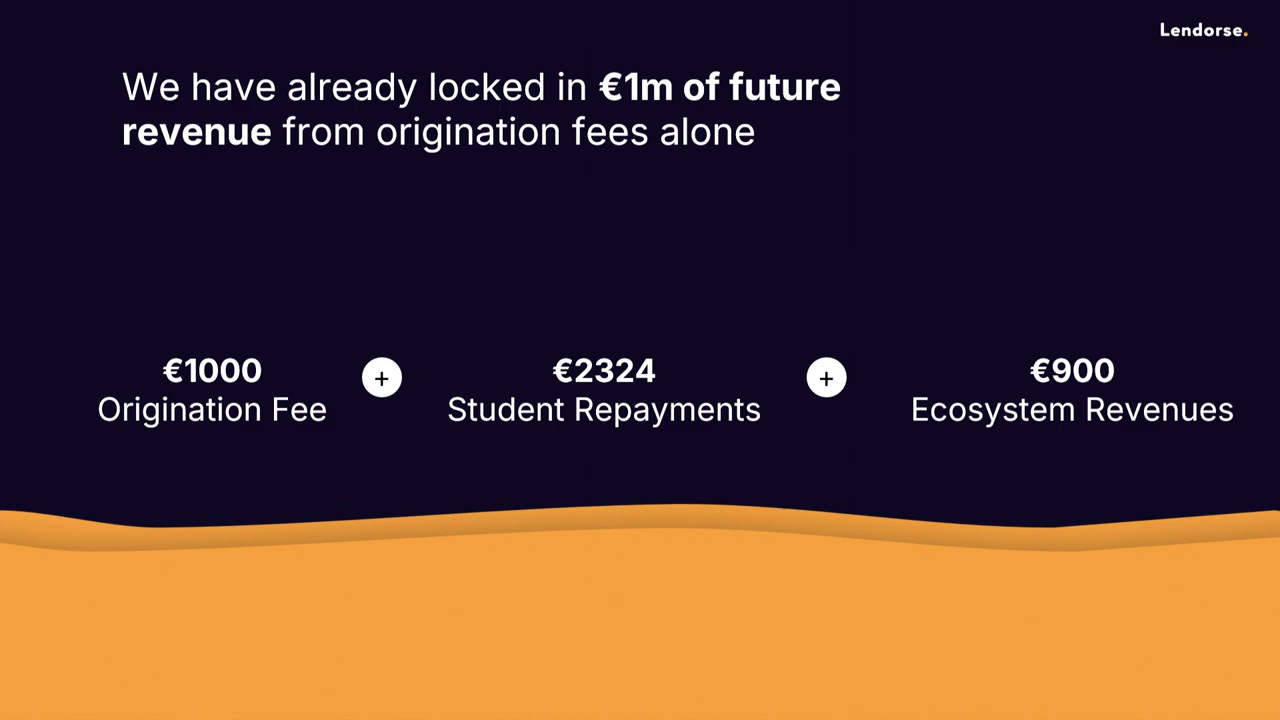 Lendorse.
We have already locked in €1m of future
revenue from origination fees alone
€1000
Origination Fee
+
€2324
Student Repayments
+
€900
Ecosystem Revenues